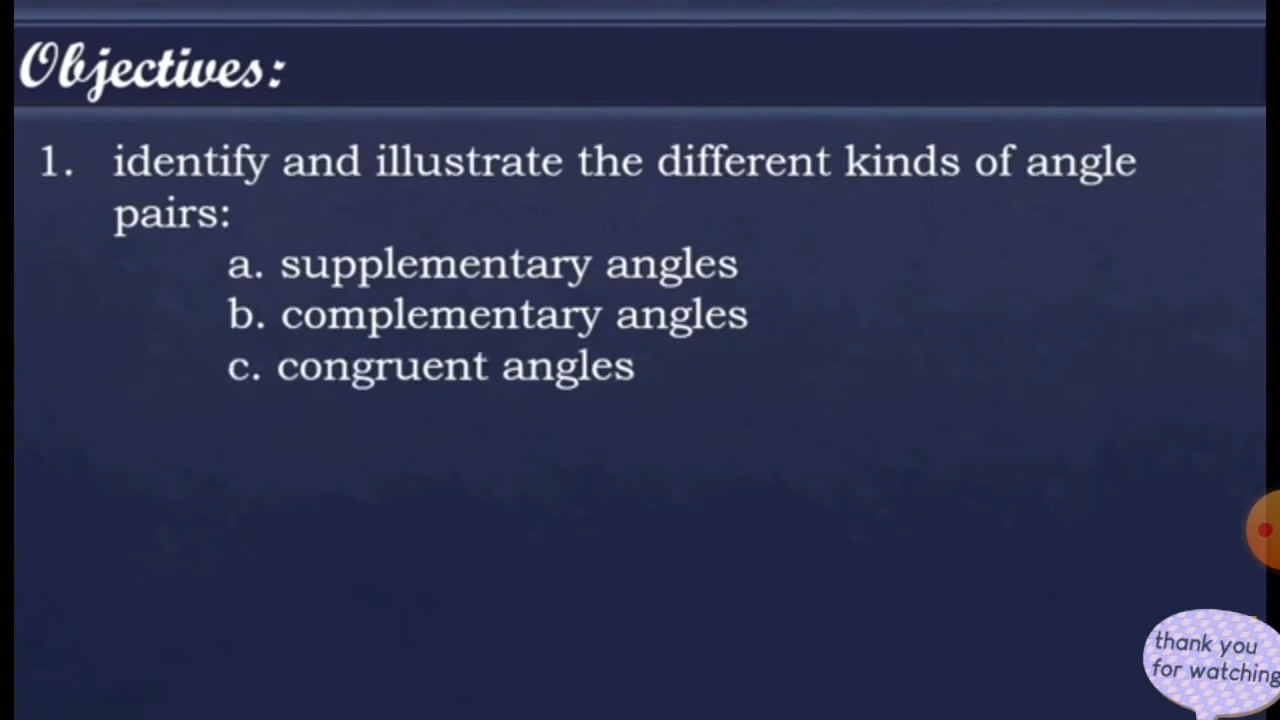 Objectives:
1. identify and illustrate the different kinds of angle
pairs:
a. supplementary angles
b. complementary angles
c. congruent angles
thank you
for watching